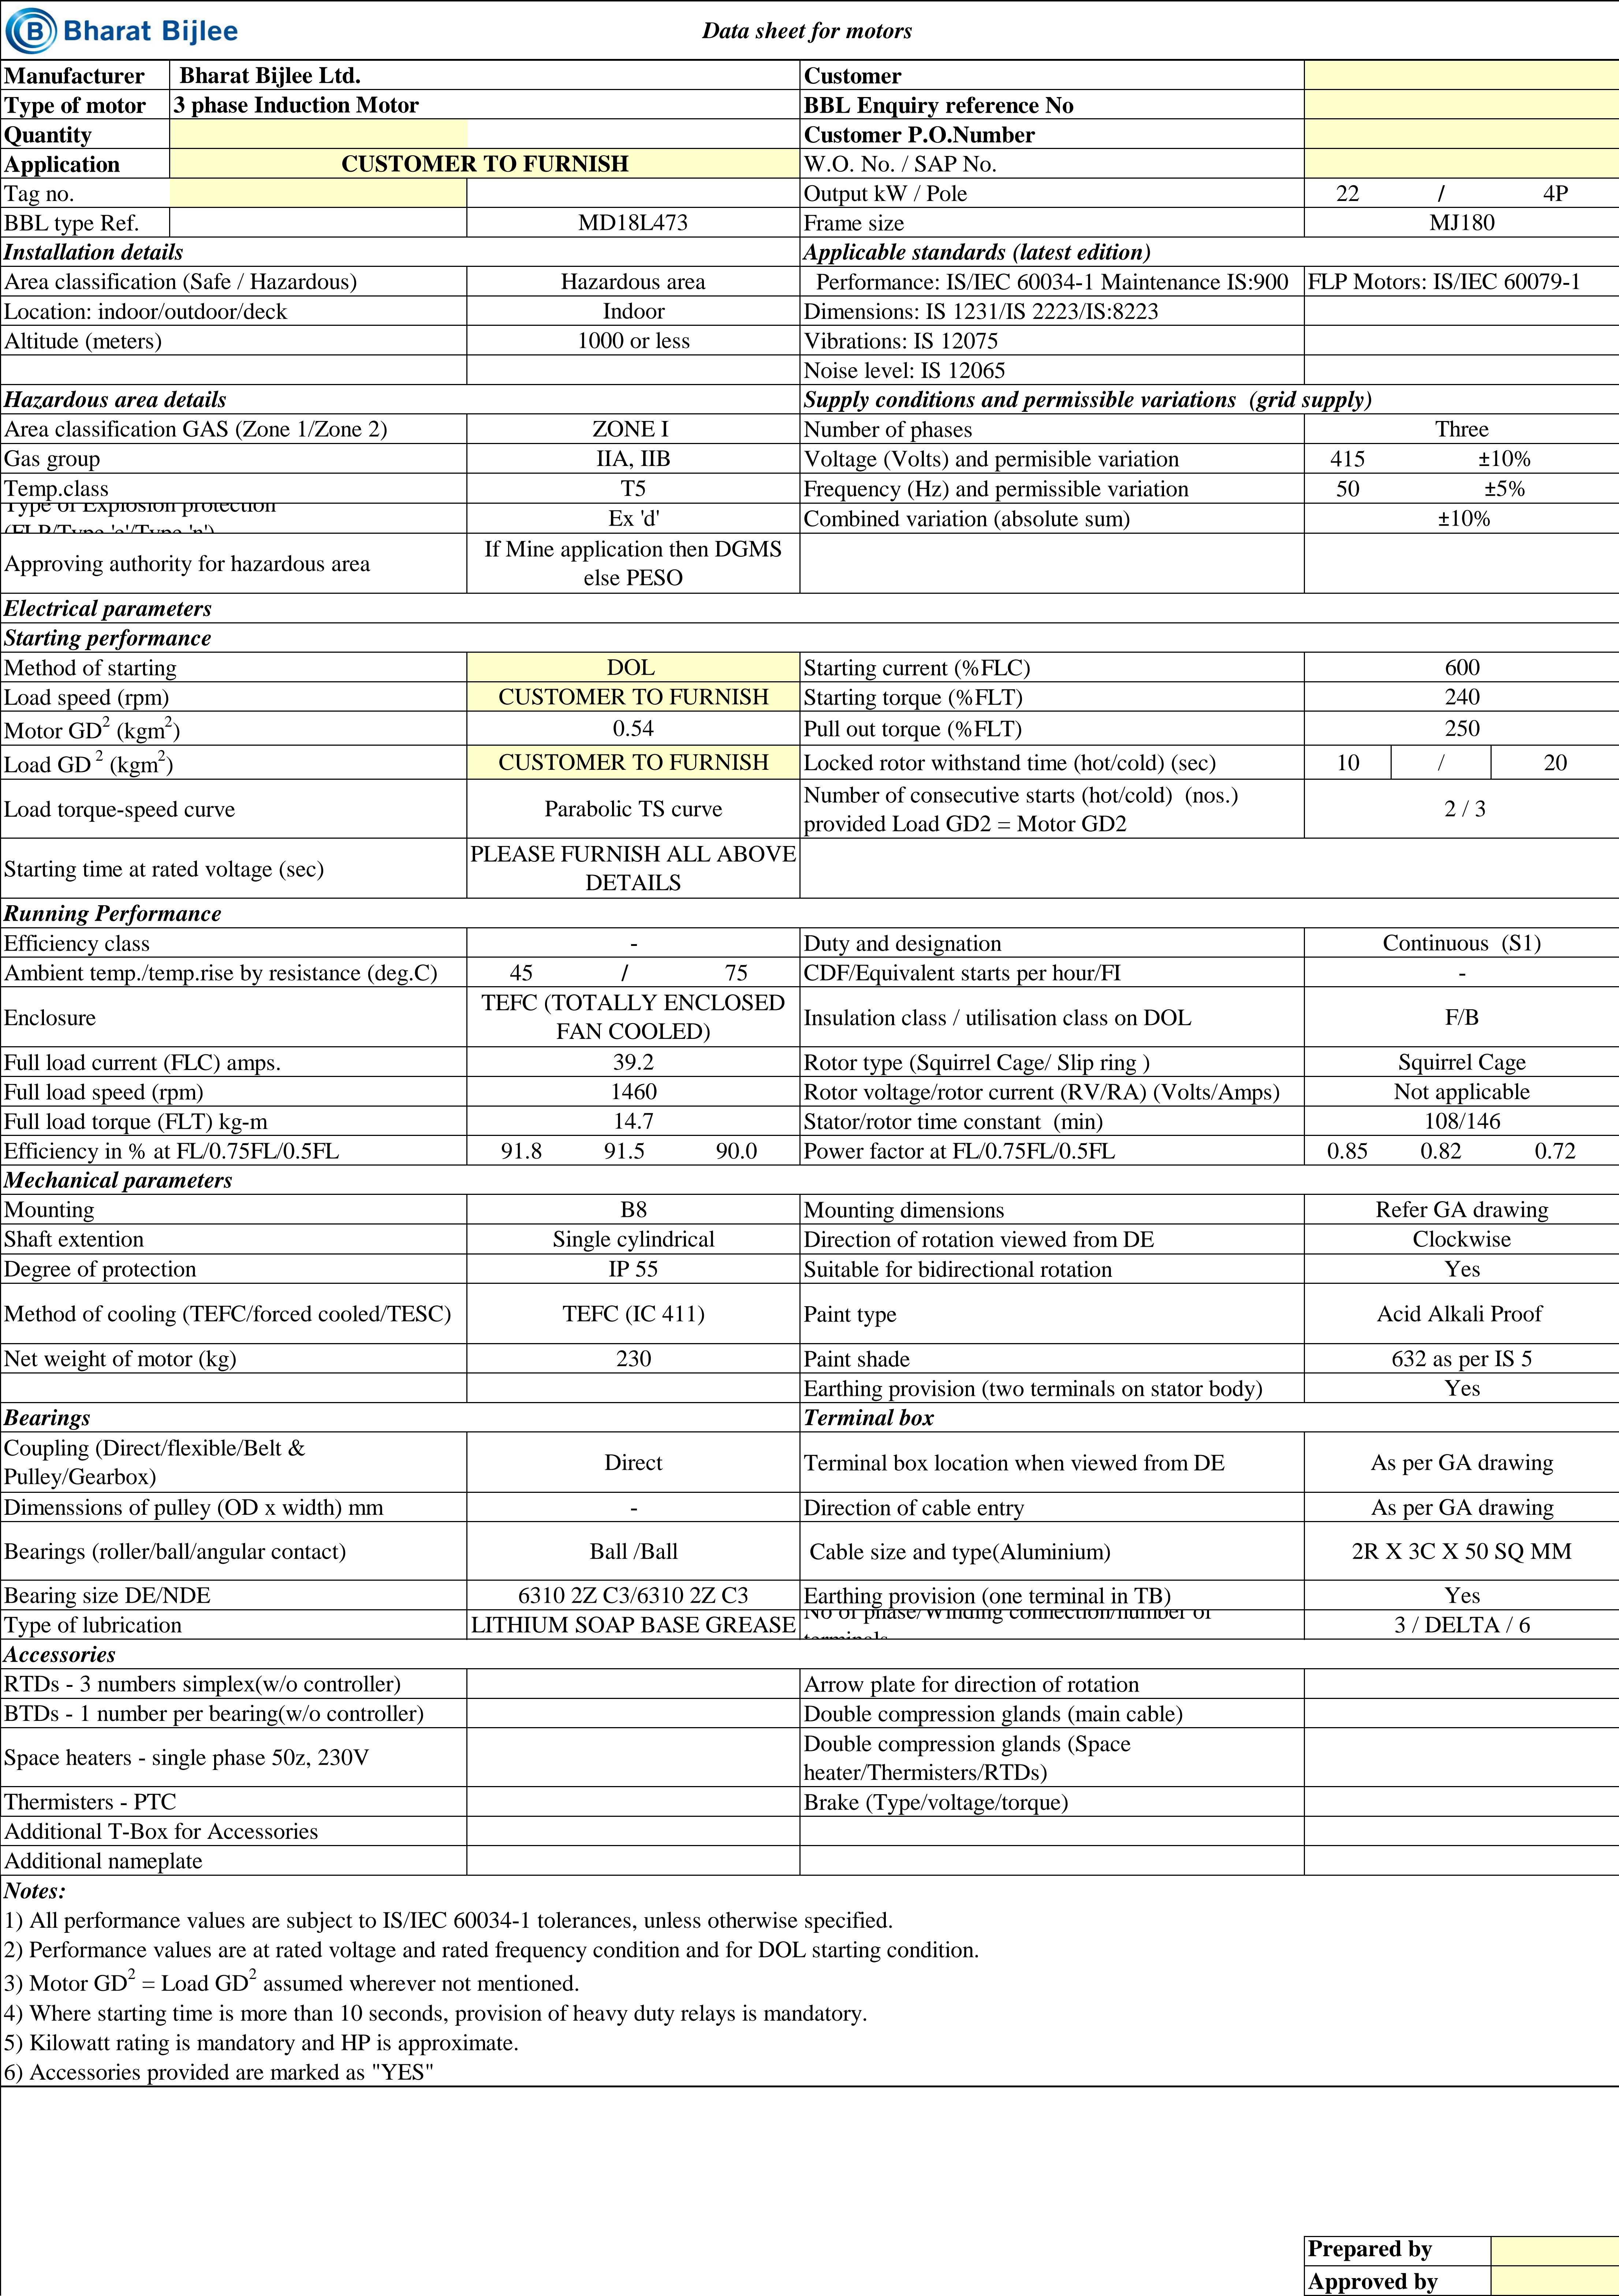 B Bharat Bijlee
Data sheet for motors
Manufacturer Bharat Bijlee Ltd. Customer
Type of motor 3 phase Induction Motor BBL Enquiry reference No
Quantity Customer P.O.Number
Application CUSTOMER TO FURNISH W.O. No. / SAP No.
Tag no. Output kW / Pole 22 / 4P
BBL type Ref. MD18L473 Frame size MJ180
Installation details Applicable standards (latest edition)
Area classification (Safe / Hazardous) Hazardous area Performance: IS/IEC 60034-1 Maintenance IS:900 FLP Motors: IS/IEC 60079-1
Location: indoor/outdoor/deck Indoor Dimensions: IS 1231/IS 2223/IS:8223
Altitude (meters) 1000 or less Vibrations: IS 12075
Noise level: IS 12065
Hazardous area details Supply conditions and permissible variations (grid supply)
Area classification GAS (Zone 1/Zone 2) ZONE I Number of phases Three
Gas group IIA, IIB Voltage (Volts) and permisible variation 415 ±10%
Temp.class T5 Frequency (Hz) and permissible variation 50 ±5%
Type of Explosion protection
(FLP/Type 'e'/Type 'n') Ex 'd' Combined variation (absolute sum) ±10%
Approving authority for hazardous area If Mine application then DGMS
else PESO
Electrical parameters
Starting performance
Method of starting DOL Starting current (%FLC) 600
Load speed (rpm) CUSTOMER TO FURNISH Starting torque (%FLT) 240
Motor GD² (kgm²) 0.54 Pull out torque (%FLT) 250
Load GD ² (kgm²) CUSTOMER TO FURNISH Locked rotor withstand time (hot/cold) (sec) 10 / 20
Load torque-speed curve Parabolic TS curve Number of consecutive starts (hot/cold) (nos.)
provided Load GD2 = Motor GD2 2 / 3
Starting time at rated voltage (sec) PLEASE FURNISH ALL ABOVE
DETAILS
Running Performance
Efficiency class - Duty and designation Continuous (S1)
Ambient temp./temp.rise by resistance (deg.C) 45 / 75 CDF/Equivalent starts per hour/FI -
Enclosure TEFC (TOTALLY ENCLOSED
FAN COOLED) Insulation class / utilisation class on DOL F/B
Full load current (FLC) amps. 39.2 Rotor type (Squirrel Cage/ Slip ring ) Squirrel Cage
Full load speed (rpm) 1460 Rotor voltage/rotor current (RV/RA) (Volts/Amps) Not applicable
Full load torque (FLT) kg-m 14.7 Stator/rotor time constant (min) 108/146
Efficiency in % at FL/0.75FL/0.5FL 91.8 91.5 90.0 Power factor at FL/0.75FL/0.5FL 0.85 0.82 0.72
Mechanical parameters
Mounting B8 Mounting dimensions Refer GA drawing
Shaft extention Single cylindrical Direction of rotation viewed from DE Clockwise
Degree of protection IP 55 Suitable for bidirectional rotation Yes
Method of cooling (TEFC/forced cooled/TESC) TEFC (IC 411) Paint type Acid Alkali Proof
Net weight of motor (kg) 230 Paint shade 632 as per IS 5
Earthing provision (two terminals on stator body) Yes
Bearings Terminal box
Coupling (Direct/flexible/Belt &
Pulley/Gearbox) Direct Terminal box location when viewed from DE As per GA drawing
Dimenssions of pulley (OD x width) mm - Direction of cable entry As per GA drawing
Bearings (roller/ball/angular contact) Ball /Ball Cable size and type(Aluminium) 2R X 3C X 50 SQ MM
Bearing size DE/NDE 6310 2Z C3/6310 2Z C3 Earthing provision (one terminal in TB) Yes
Type of lubrication LITHIUM SOAP BASE GREASE No of phase/Winding connection/number of
terminals 3 / DELTA / 6
Accessories
RTDs - 3 numbers simplex(w/o controller) Arrow plate for direction of rotation
BTDs - 1 number per bearing(w/o controller) Double compression glands (main cable)
Space heaters - single phase 50z, 230V Double compression glands (Space
heater/Thermisters/RTDs)
Thermisters - PTC Brake (Type/voltage/torque)
Additional T-Box for Accessories
Additional nameplate
Notes:
1) All performance values are subject to IS/IEC 60034-1 tolerances, unless otherwise specified.
2) Performance values are at rated voltage and rated frequency condition and for DOL starting condition.
3) Motor GD² = Load GD² assumed wherever not mentioned.
4) Where starting time is more than 10 seconds, provision of heavy duty relays is mandatory.
5) Kilowatt rating is mandatory and HP is approximate.
6) Accessories provided are marked as "YES"
Prepared by
Approved by